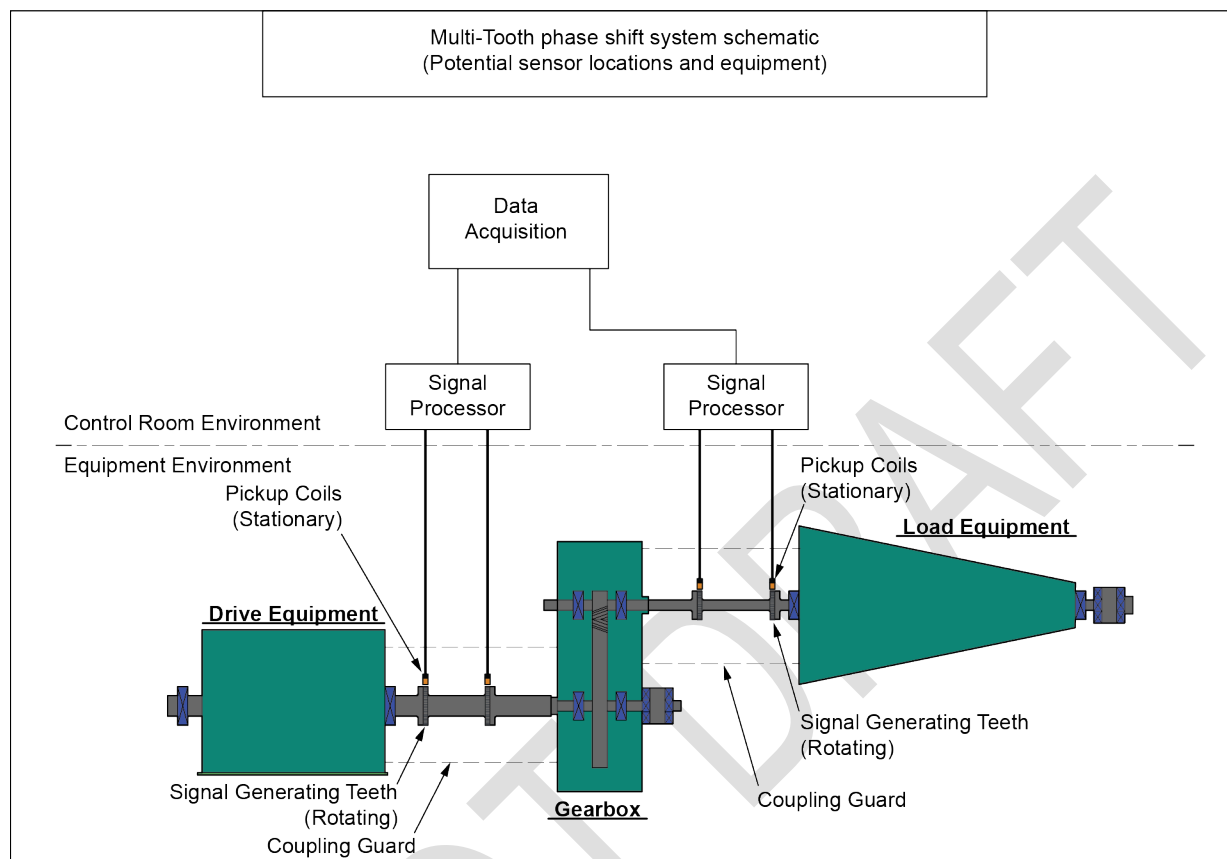 Multi-Tooth phase shift system schematic
(Potential sensor locations and equipment)
Data
Acquisition
Signal
Processor
Signal
Processor
Control Room Environment
Equipment Environment
Pickup Coils
(Stationary)
Pickup Coils
(Stationary)
Load Equipment
Drive Equipment
Signal Generating Teeth
(Rotating)
Signal Generating Teeth
(Rotating)
Coupling Guard
Gearbox
Coupling Guard
DRAFT